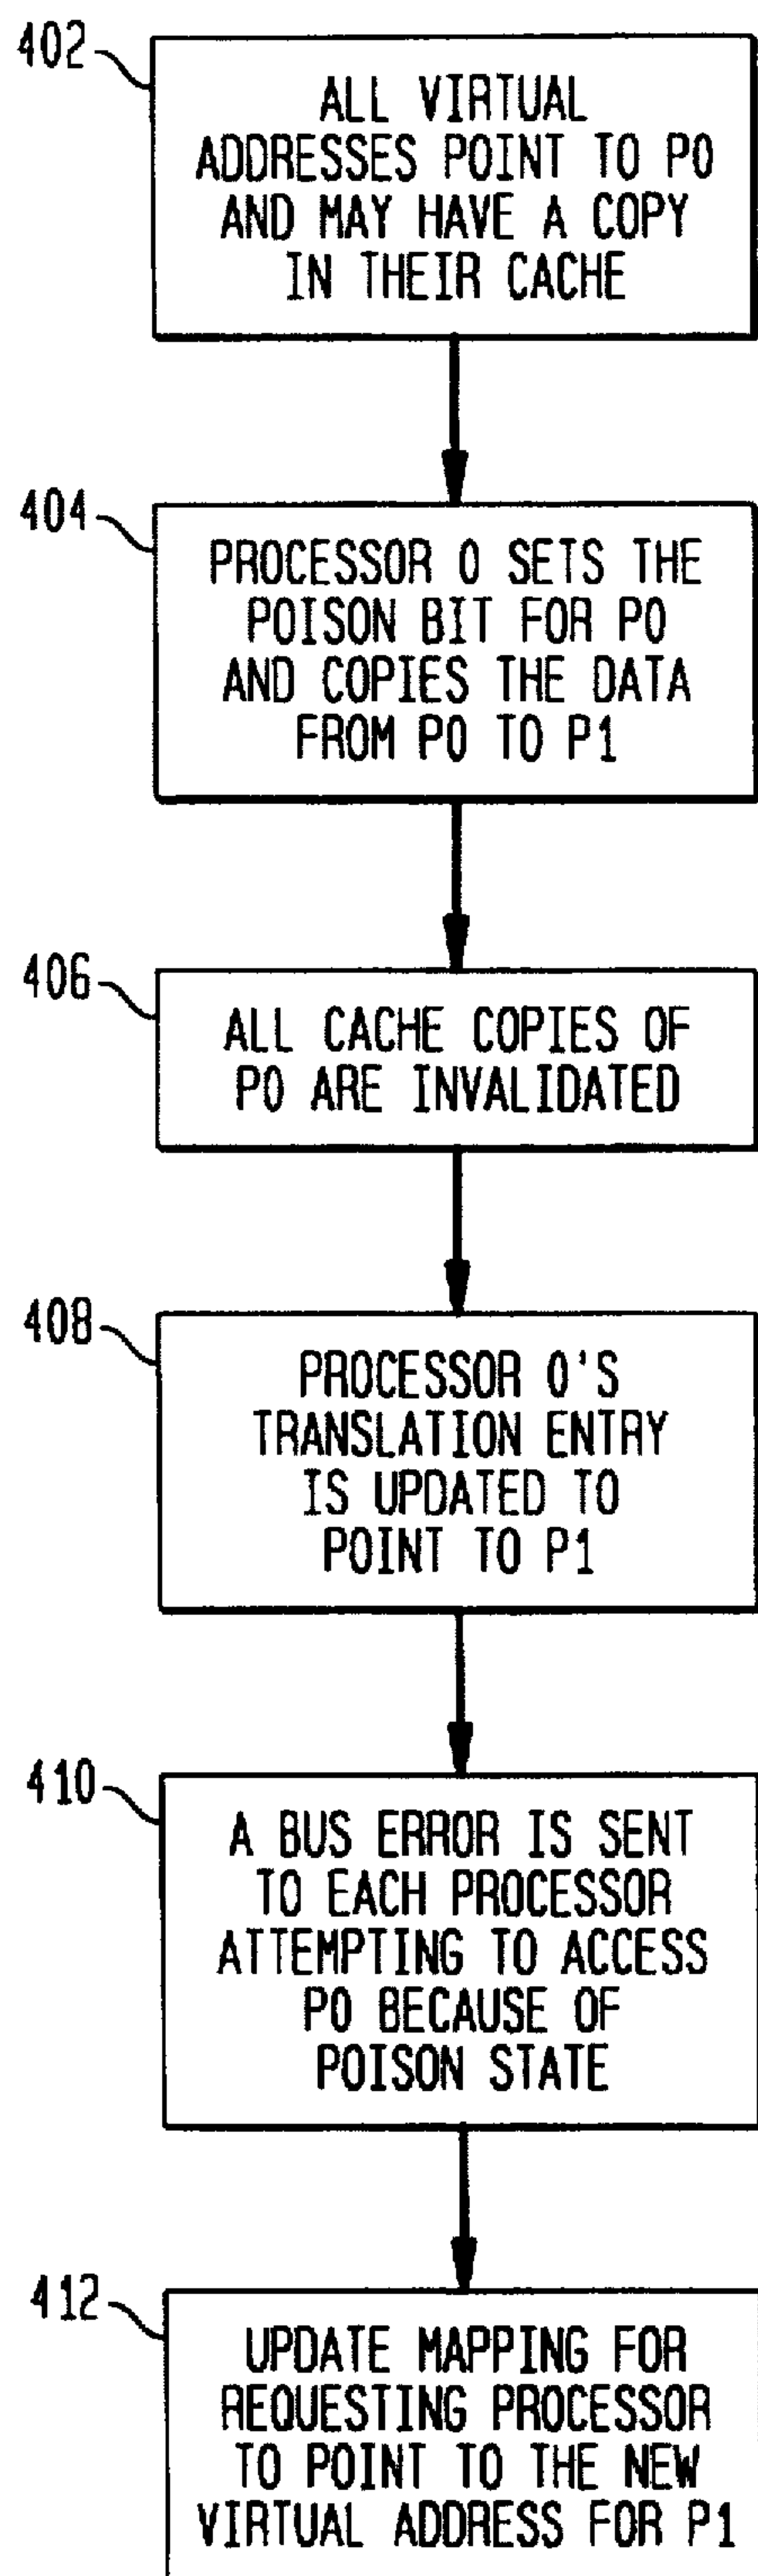 402
ALL VIRTUAL
ADDRESSES POINT TO P0
AND MAY HAVE A COPY
IN THEIR CACHE
404
PROCESSOR 0 SETS THE
POISON BIT FOR P0
AND COPIES THE DATA
FROM P0 TO P1
406
ALL CACHE COPIES OF
P0 ARE INVALIDATED
408
PROCESSOR 0'S
TRANSLATION ENTRY
IS UPDATED TO
POINT TO P1
410
A BUS ERROR IS SENT
TO EACH PROCESSOR
ATTEMPTING TO ACCESS
P0 BECAUSE OF
POISON STATE
412
UPDATE MAPPING FOR
REQUESTING PROCESSOR
TO POINT TO THE NEW
VIRTUAL ADDRESS FOR P1